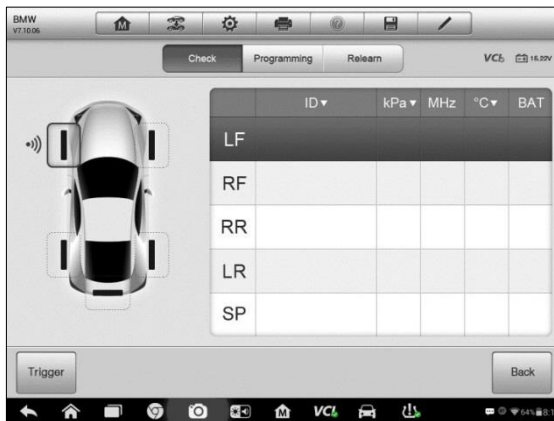 BMW
V7.10.06
Check Programming Relearn
VCI 16.22V
ID▼ kPa▼ MHz °C▼ BAT
LF
RF
RR
LR
SP
Trigger Back
VCI 64%